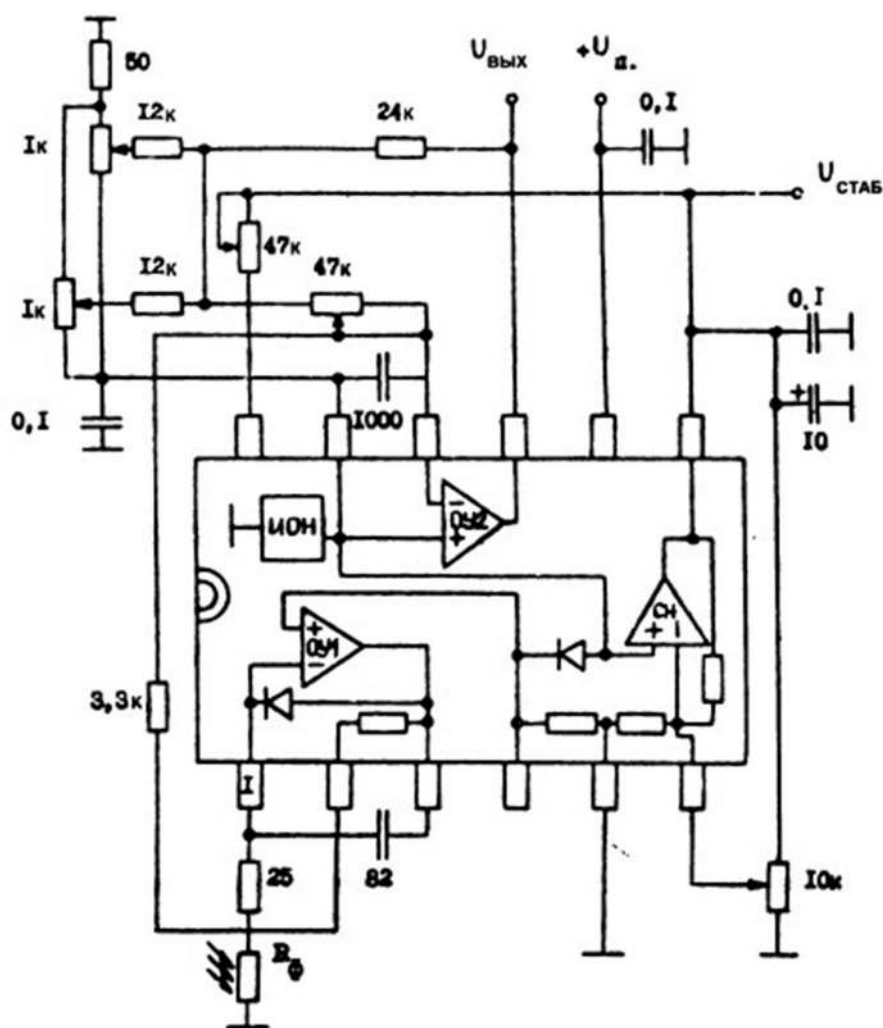 50
Uвых
+Uп.
I2к
24к
0,I
Iк
Uстаб
47к
I2к
47к
Iк
0.I
0,I
I000
+
I0
ИОН
−
ОУ2
+
+
ОУ1
−
СН
+
−
3,3к
I
25
82
I0к
RФ